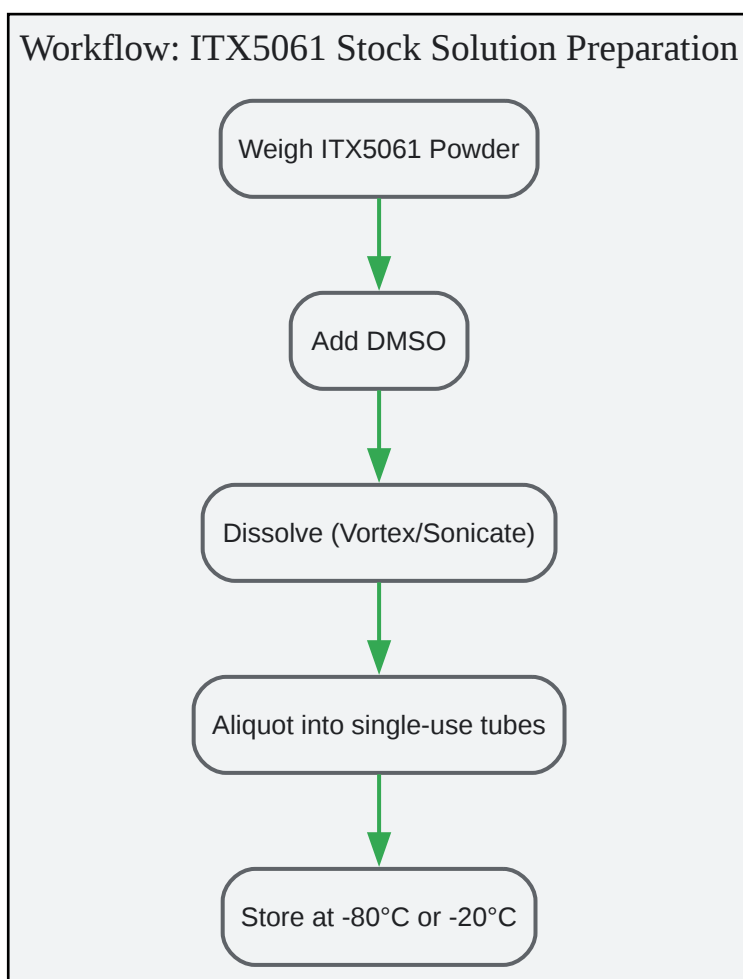 Workflow: ITX5061 Stock Solution Preparation
Weigh ITX5061 Powder
Add DMSO
Dissolve (Vortex/Sonicate)
Aliquot into single-use tubes
Store at -80°C or -20°C